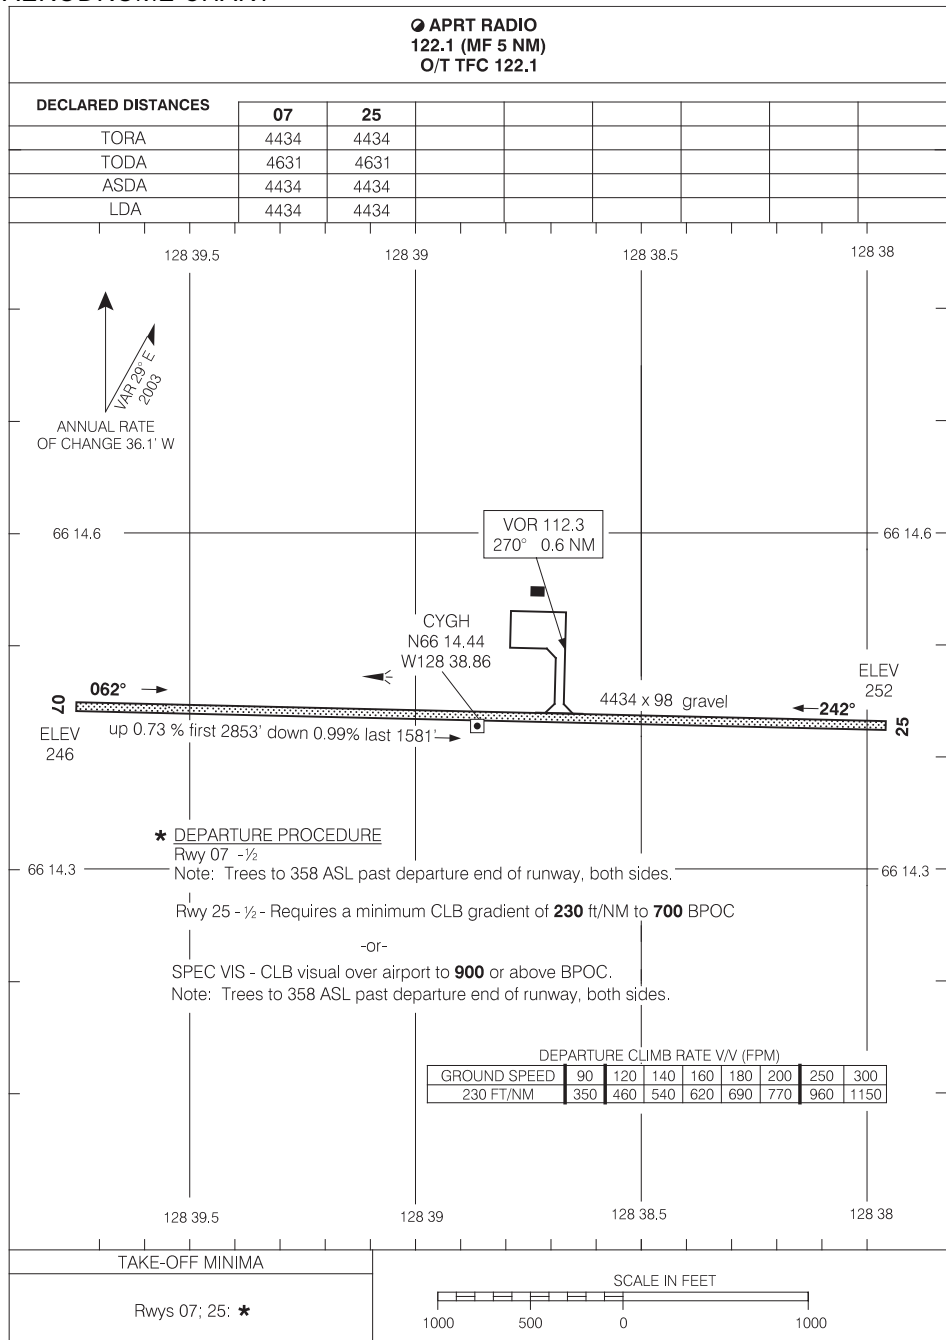 AERODROME CHART
APRT RADIO
122.1 (MF 5 NM)
O/T TFC 122.1
DECLARED DISTANCES 07 25
TORA 4434 4434
TODA 4631 4631
ASDA 4434 4434
LDA 4434 4434
128 39.5 128 39 128 38.5 128 38
VAR 29° E
2003
ANNUAL RATE
OF CHANGE 36.1' W
66 14.6 66 14.6
VOR 112.3
270° 0.6 NM
CYGH
N66 14.44
W128 38.86
ELEV
252
07 062° 4434 x 98 gravel 242° 25
ELEV
246
up 0.73 % first 2853' down 0.99% last 1581'
* DEPARTURE PROCEDURE
Rwy 07 -½
66 14.3 66 14.3
Note: Trees to 358 ASL past departure end of runway, both sides.
Rwy 25 - ½ - Requires a minimum CLB gradient of 230 ft/NM to 700 BPOC
-or-
SPEC VIS - CLB visual over airport to 900 or above BPOC.
Note: Trees to 358 ASL past departure end of runway, both sides.
DEPARTURE CLIMB RATE V/V (FPM)
GROUND SPEED 90 120 140 160 180 200 250 300
230 FT/NM 350 460 540 620 690 770 960 1150
128 39.5 128 39 128 38.5 128 38
TAKE-OFF MINIMA
Rwys 07; 25: *
SCALE IN FEET
1000 500 0 1000